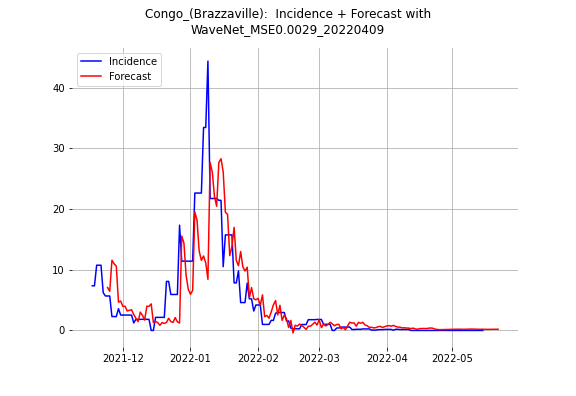 Congo_(Brazzaville):  Incidence + Forecast with
WaveNet_MSE0.0029_20220409
Incidence
Forecast
40
30
20
10
0
2021-12 2022-01 2022-02 2022-03 2022-04 2022-05